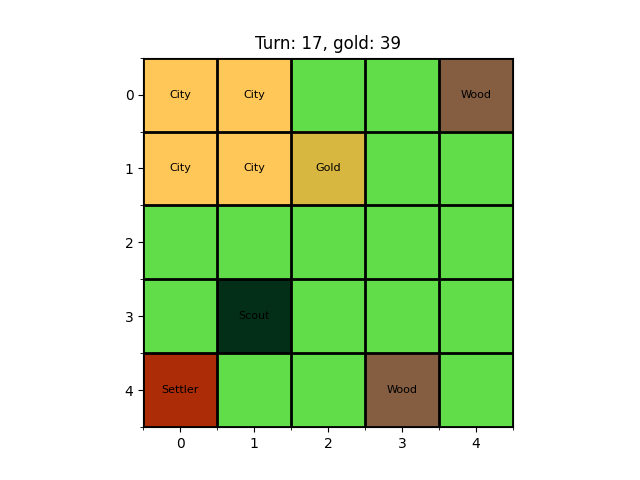 Turn: 17, gold: 39
0 City City Wood
1 City City Gold
2
3 Scout
4 Settler Wood
0 1 2 3 4